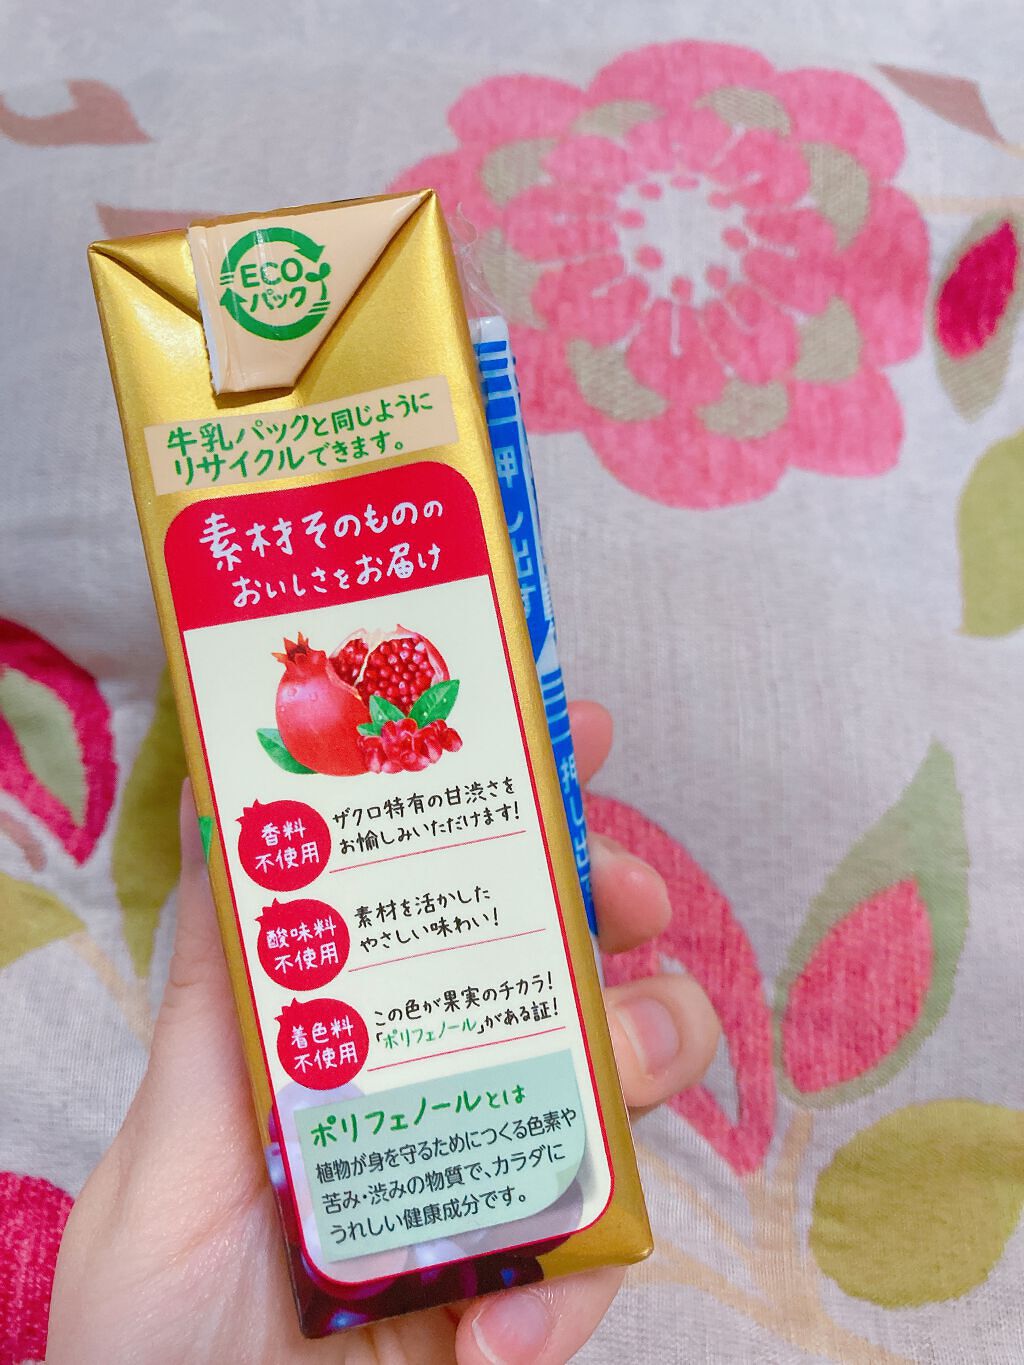 ECO
パック
牛乳パックと同じように
リサイクルできます。
素材そのものの
おいしさをお届け
香料
不使用
ザクロ特有の甘渋さを
お愉しみいただけます!
酸味料
不使用
素材を活かした
やさしい味わい!
着色料
不使用
この色が果実のチカラ!
「ポリフェノール」がある証!
ポリフェノールとは
植物が身を守るためにつくる色素や
苦み・渋みの物質で、カラダに
うれしい健康成分です。
押し出す
押し出す